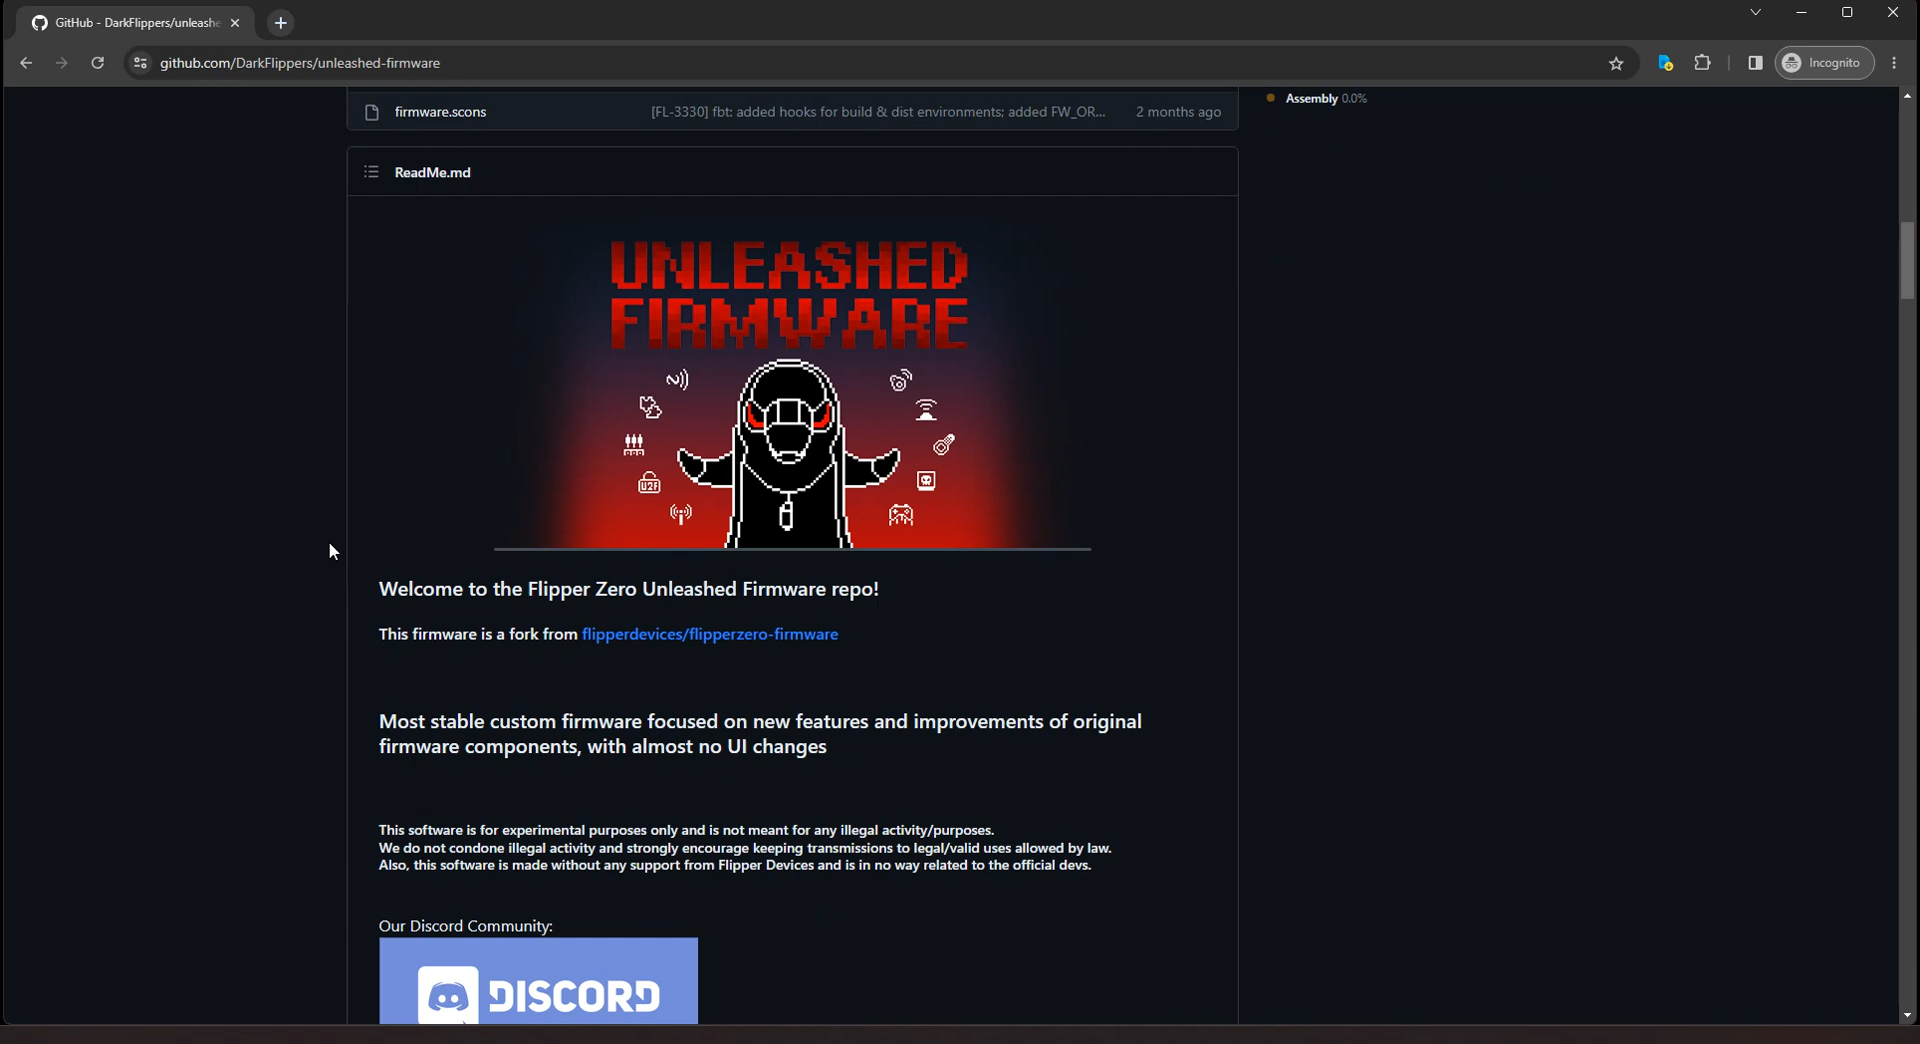 GitHub - DarkFlippers/unleashe
github.com/DarkFlippers/unleashed-firmware
Incognito
firmware.scons [FL-3330] fbt: added hooks for build & dist environments; added FW_OR... 2 months ago
Assembly 0.0%
ReadMe.md
UNLEASHED
FIRMWARE
U2F
Welcome to the Flipper Zero Unleashed Firmware repo!
This firmware is a fork from flipperdevices/flipperzero-firmware
Most stable custom firmware focused on new features and improvements of original
firmware components, with almost no UI changes
This software is for experimental purposes only and is not meant for any illegal activity/purposes.
We do not condone illegal activity and strongly encourage keeping transmissions to legal/valid uses allowed by law.
Also, this software is made without any support from Flipper Devices and is in no way related to the official devs.
Our Discord Community:
DISCORD